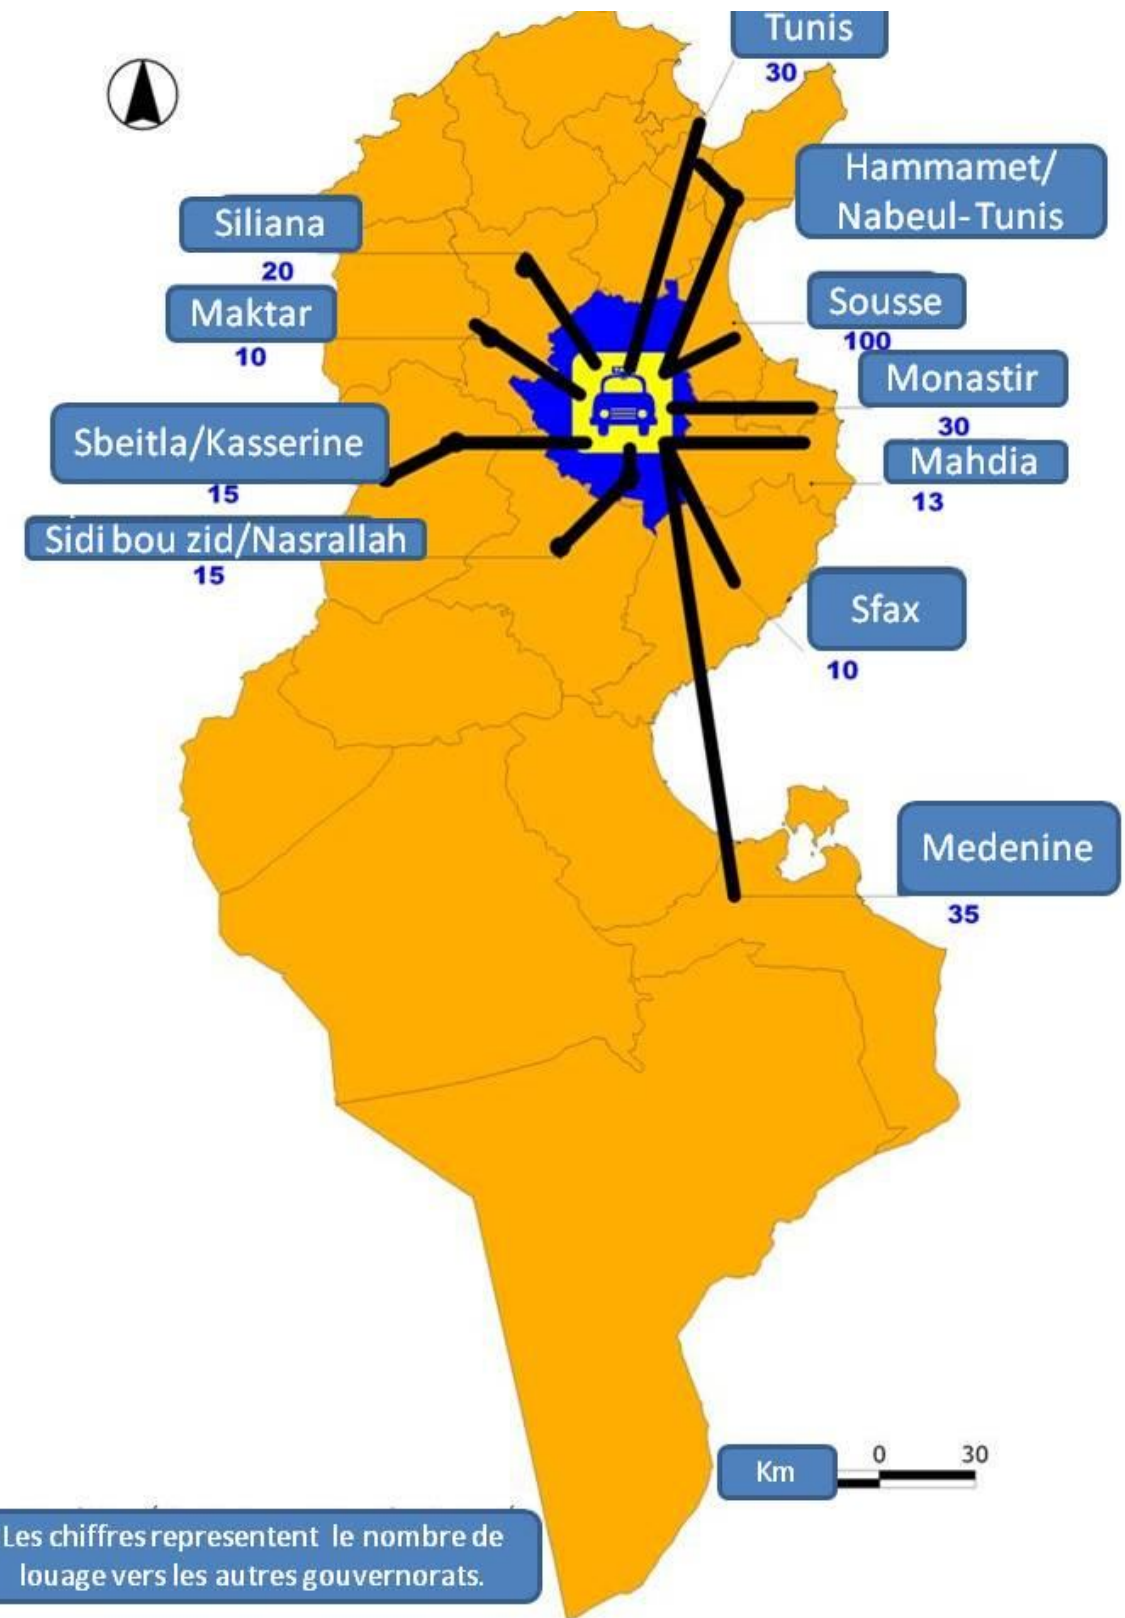 Tunis
30
Hammamet/
Nabeul-Tunis
Siliana
20
Sousse
100
Maktar
10
Monastir
30
Sbeitla/Kasserine
15
Mahdia
13
Sidi bou zid/Nasrallah
15
Sfax
10
Medenine
35
Km
0 30
Les chiffres representent le nombre de
louage vers les autres gouvernorats.